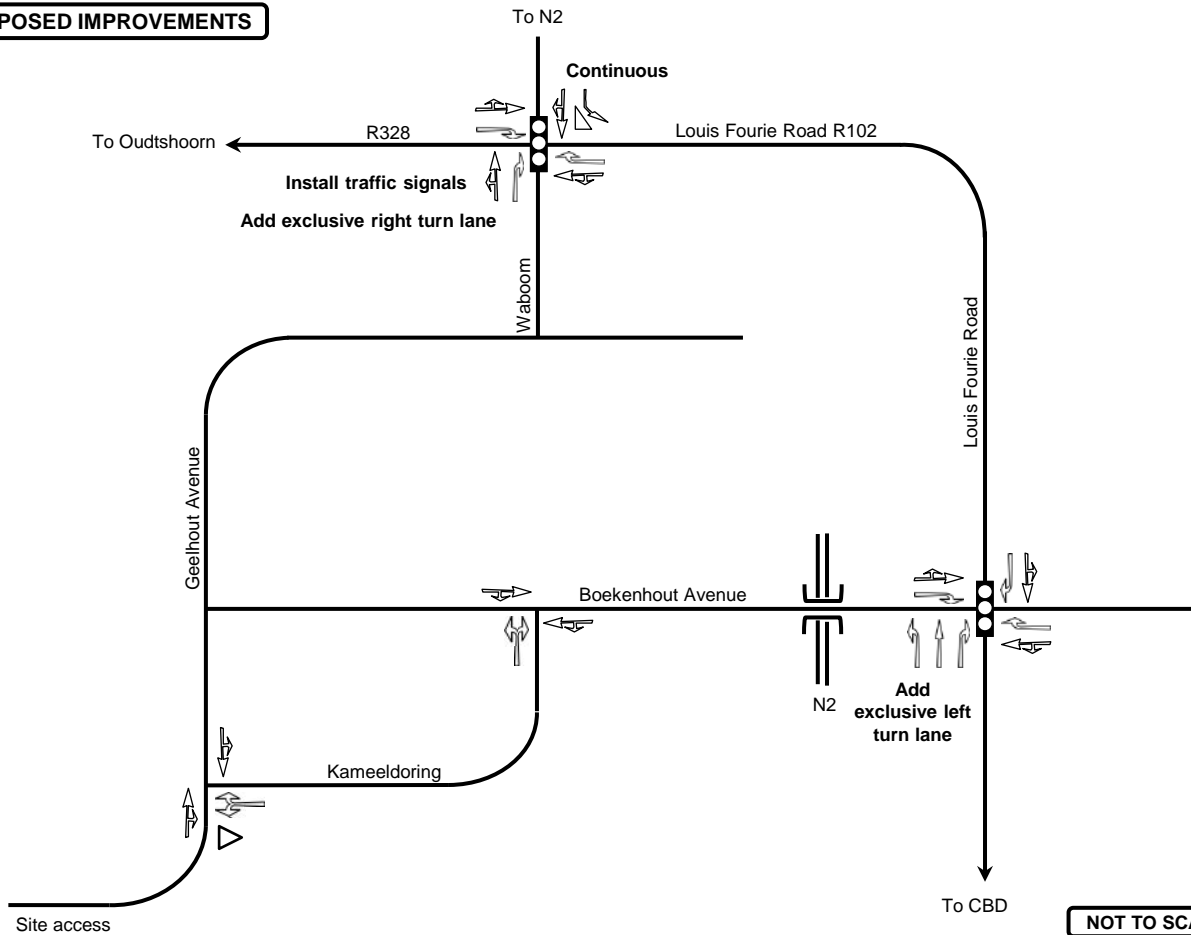 POSED IMPROVEMENTS
To N2
Continuous
To Oudtshoorn
R328
Louis Fourie Road R102
Install traffic signals
Add exclusive right turn lane
Waboom
Louis Fourie Road
Geelhout Avenue
Boekenhout Avenue
N2
Add
exclusive left
turn lane
Kameeldoring
To CBD
Site access
NOT TO SCA